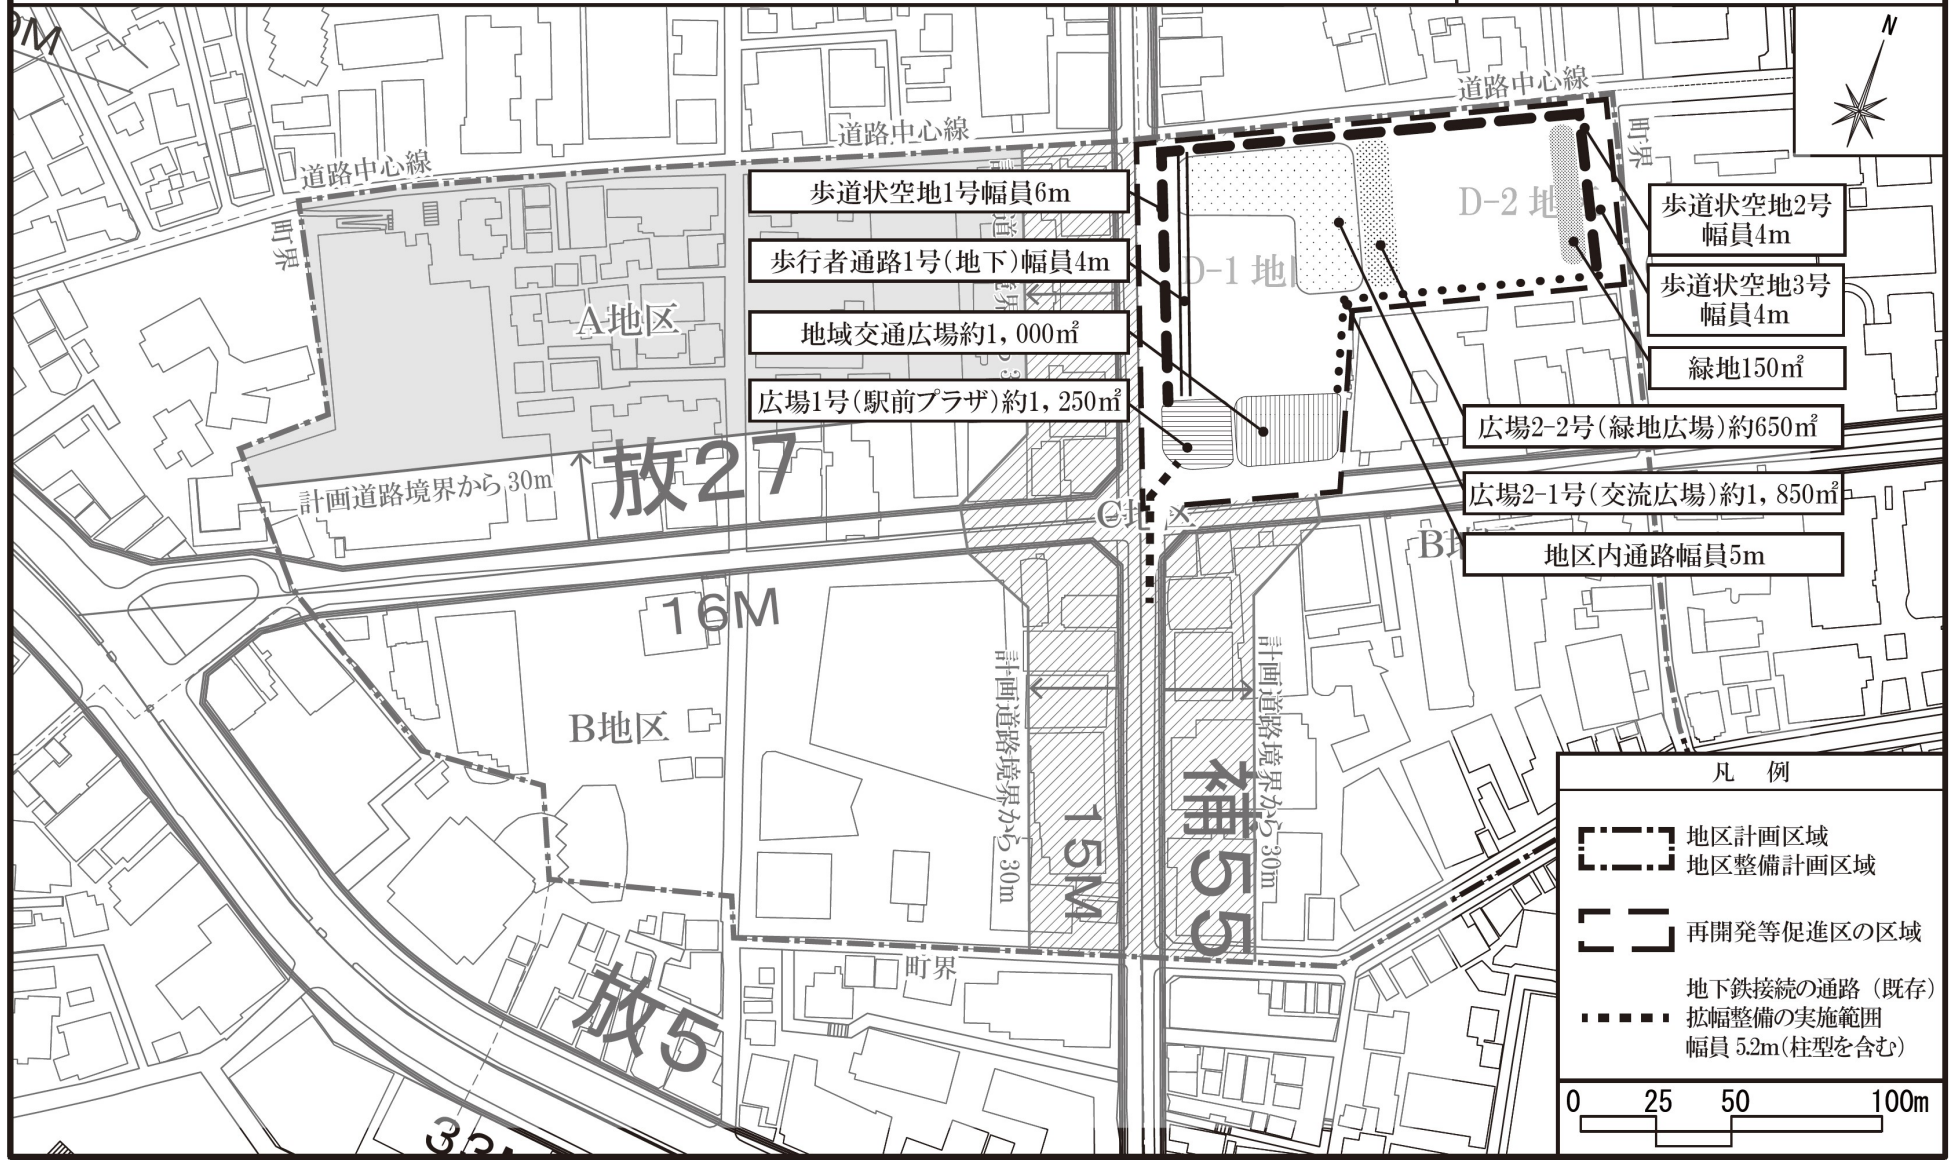 N
道路中心線
道路中心線
道路中心線
町界
町界
歩道状空地1号幅員6m
歩行者通路1号(地下)幅員4m
地域交通広場約1,000㎡
広場1号(駅前プラザ)約1,250㎡
D-1 地
D-2 地
歩道状空地2号
幅員4m
歩道状空地3号
幅員4m
緑地150㎡
広場2-2号(緑地広場)約650㎡
広場2-1号(交流広場)約1,850㎡
地区内通路幅員5m
A地区
放27
計画道路境界から30m
C地区
B地
16M
B地区
計画道路境界から30m
計画道路境界から30m
15M
補55
町界
放5
凡 例
地区計画区域
地区整備計画区域
再開発等促進区の区域
地下鉄接続の通路(既存)
拡幅整備の実施範囲
幅員 5.2m(柱型を含む)
0 25 50 100m